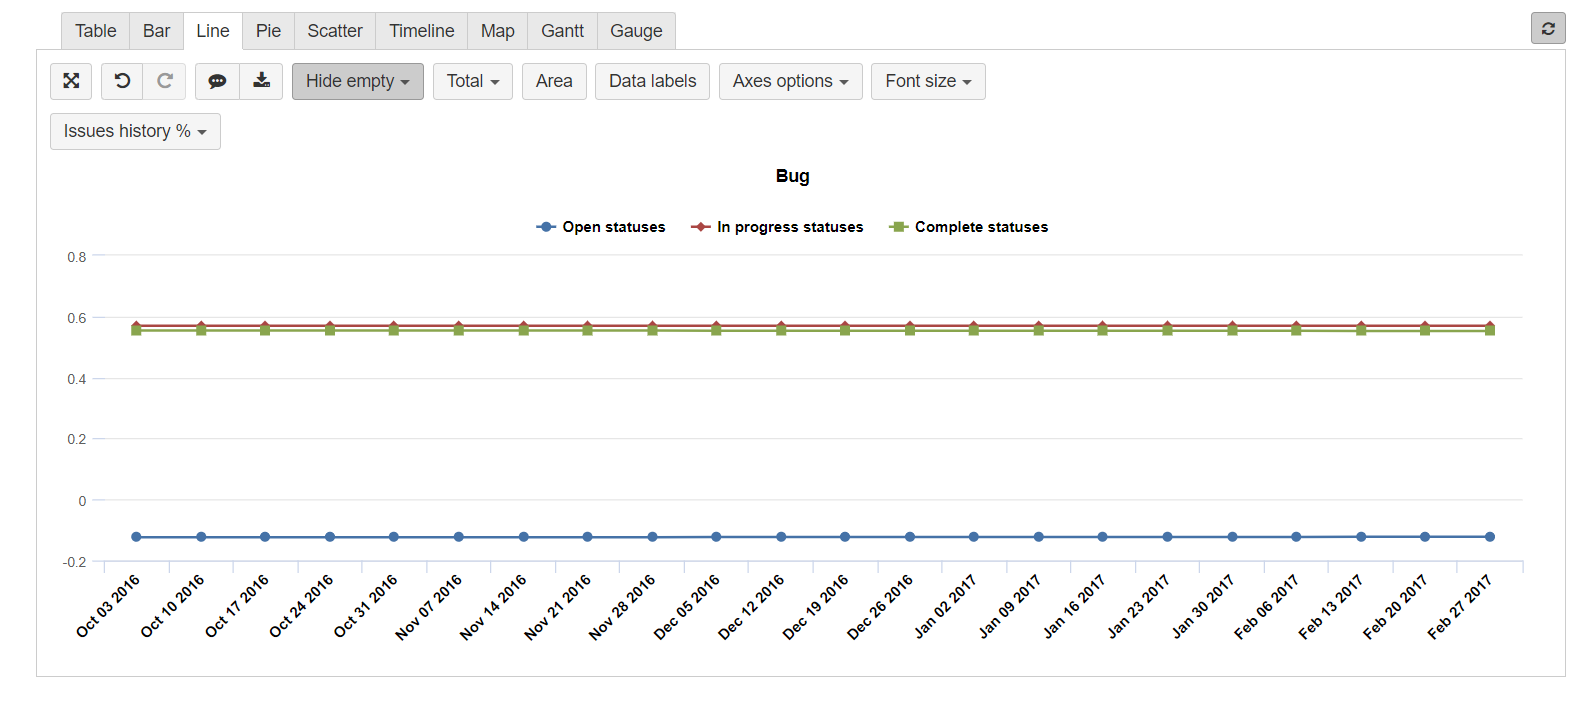 Table Bar Line Pie Scatter Timeline Map Gantt Gauge
Hide empty Total Area Data labels Axes options Font size
Issues history %
Bug
Open statuses In progress statuses Complete statuses
0.8
0.6
0.4
0.2
0
-0.2
Oct 03 2016 Oct 10 2016 Oct 17 2016 Oct 24 2016 Oct 31 2016 Nov 07 2016 Nov 14 2016 Nov 21 2016 Nov 28 2016 Dec 05 2016 Dec 12 2016 Dec 19 2016 Dec 26 2016 Jan 02 2017 Jan 09 2017 Jan 16 2017 Jan 23 2017 Jan 30 2017 Feb 06 2017 Feb 13 2017 Feb 20 2017 Feb 27 2017